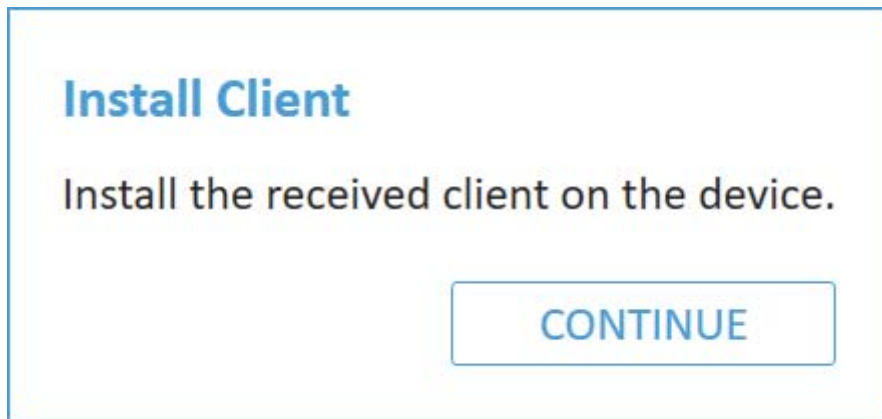 Install Client
Install the received client on the device.
CONTINUE